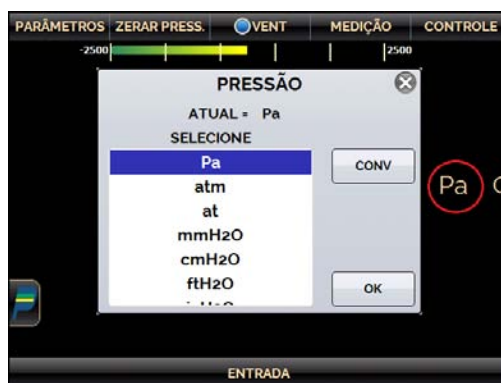 PARÂMETROS ZERAR PRESS. VENT MEDIÇÃO CONTROLE
-2500 2500
PRESSÃO
ATUAL = Pa
SELECIONE
Pa
atm
at
mmH2O
cmH2O
ftH2O
CONV
OK
Pa
ENTRADA